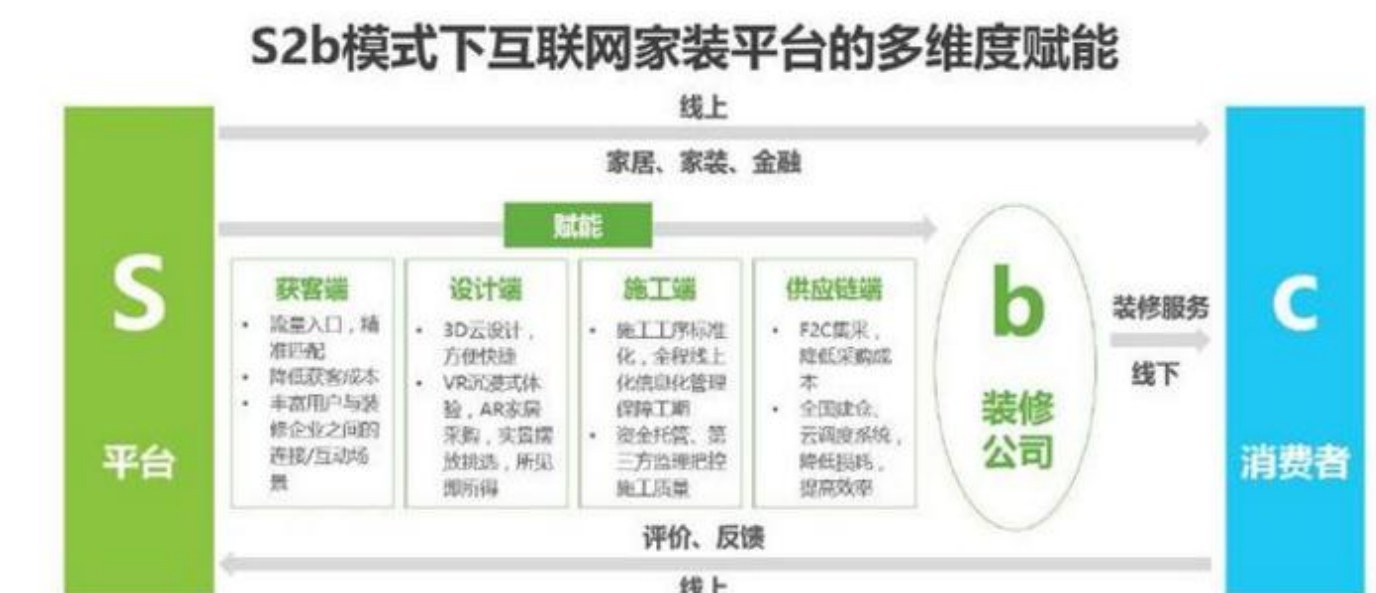 S2b模式下互联网家装平台的多维度赋能
线上
家居、家装、金融
赋能
S
平台
获客端
• 流量入口，精
准匹配
• 降低获客成本
• 丰富用户与装
修企业之间的
连接/互动场
景
设计端
• 3D云设计，
方便快捷
• VR沉浸式体
验，AR家居
采购，实景摆
放挑选，所见
即所得
施工端
• 施工工序标准
化，全程线上
化信息化管理
保障工期
• 资金托管、第
三方监理把控
施工质量
供应链端
• F2C集采，
降低采购成
本
• 全国建仓、
云调度系统，
降低损耗，
提高效率
b
装修
公司
装修服务
线下
C
消费者
评价、反馈
线上